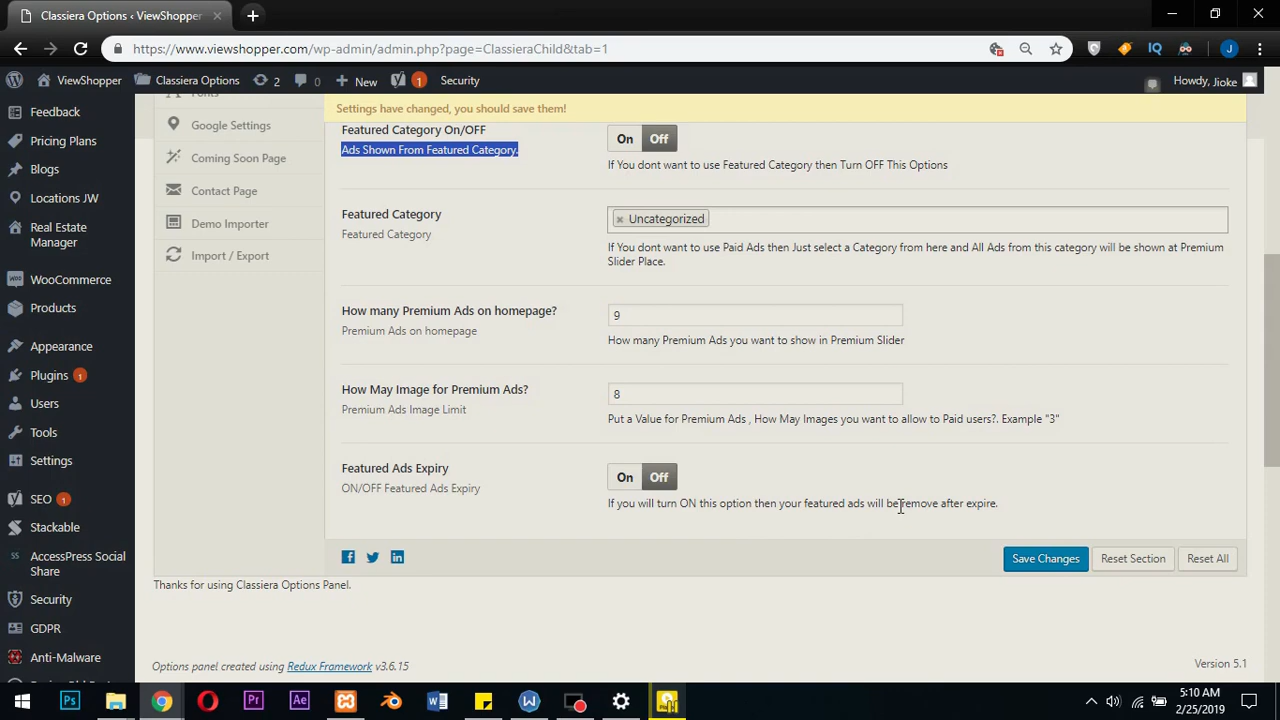 Classiera Options ‹ ViewShopper
https://www.viewshopper.com/wp-admin/admin.php?page=ClassieraChild&tab=1
IQ
J
ViewShopper
Classiera Options
2
0
New
1
Security
Howdy, Jioke
Feedback
Pricing Plans
Blogs
Locations JW
Real Estate
Manager
WooCommerce
Products
Appearance
Plugins 1
Users
Tools
Settings
SEO 1
Stackable
AccessPress Social
Share
Security
GDPR
Anti-Malware
Fonts
Google Settings
Coming Soon Page
Contact Page
Demo Importer
Import / Export
Settings have changed, you should save them!
Featured Category On/OFF
Ads Shown From Featured Category.
On Off
If You dont want to use Featured Category then Turn OFF This Options
Featured Category
Featured Category
× Uncategorized
If You dont want to use Paid Ads then Just select a Category from here and All Ads from this category will be shown at Premium
Slider Place.
How many Premium Ads on homepage?
Premium Ads on homepage
9
How many Premium Ads you want to show in Premium Slider
How May Image for Premium Ads?
Premium Ads Image Limit
8
Put a Value for Premium Ads , How May Images you want to allow to Paid users?. Example "3"
Featured Ads Expiry
ON/OFF Featured Ads Expiry
On Off
If you will turn ON this option then your featured ads will be remove after expire.
Save Changes
Reset Section
Reset All
Thanks for using Classiera Options Panel.
Options panel created using Redux Framework v3.6.15
Version 5.1
Ps
Pr
Ae
5:10 AM
2/25/2019